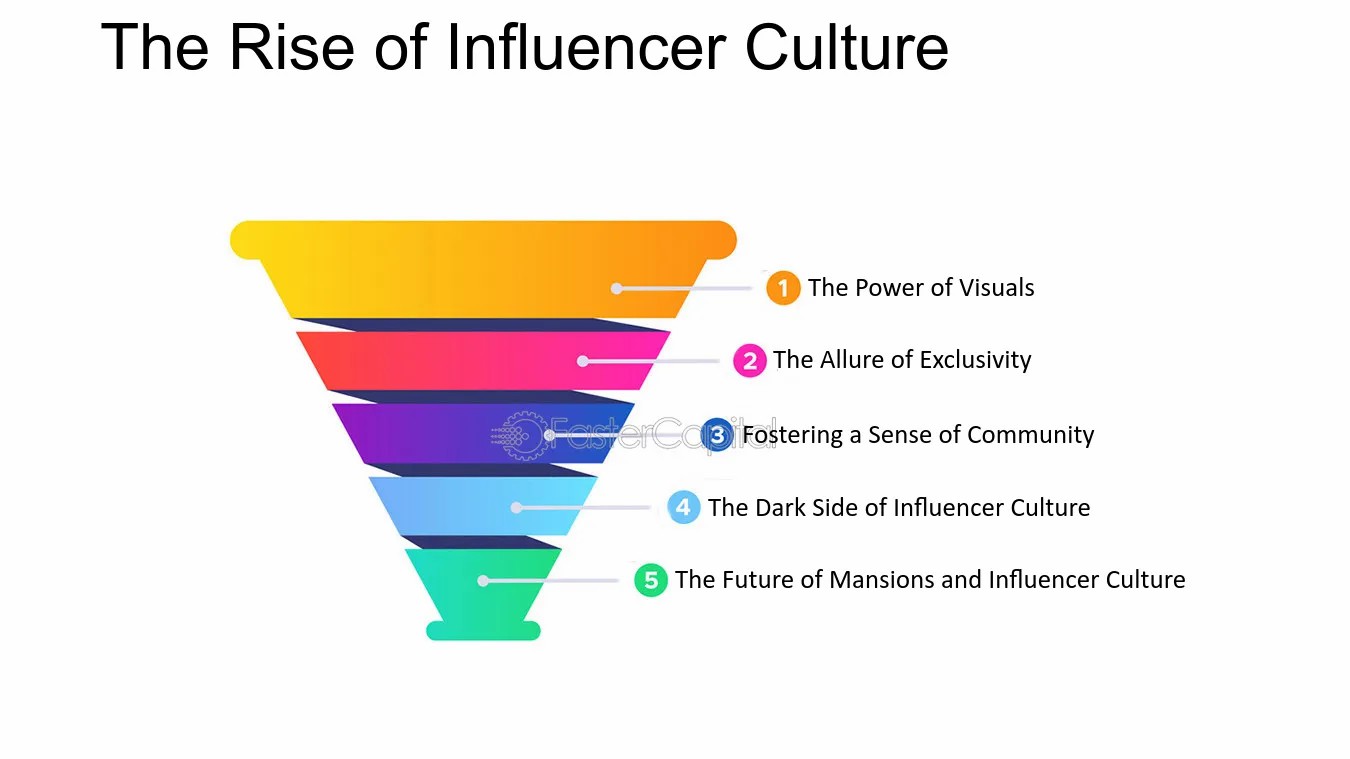 The Rise of Influencer Culture
1 The Power of Visuals
2 The Allure of Exclusivity
FasterCapital
3 Fostering a Sense of Community
4 The Dark Side of Influencer Culture
5 The Future of Mansions and Influencer Culture